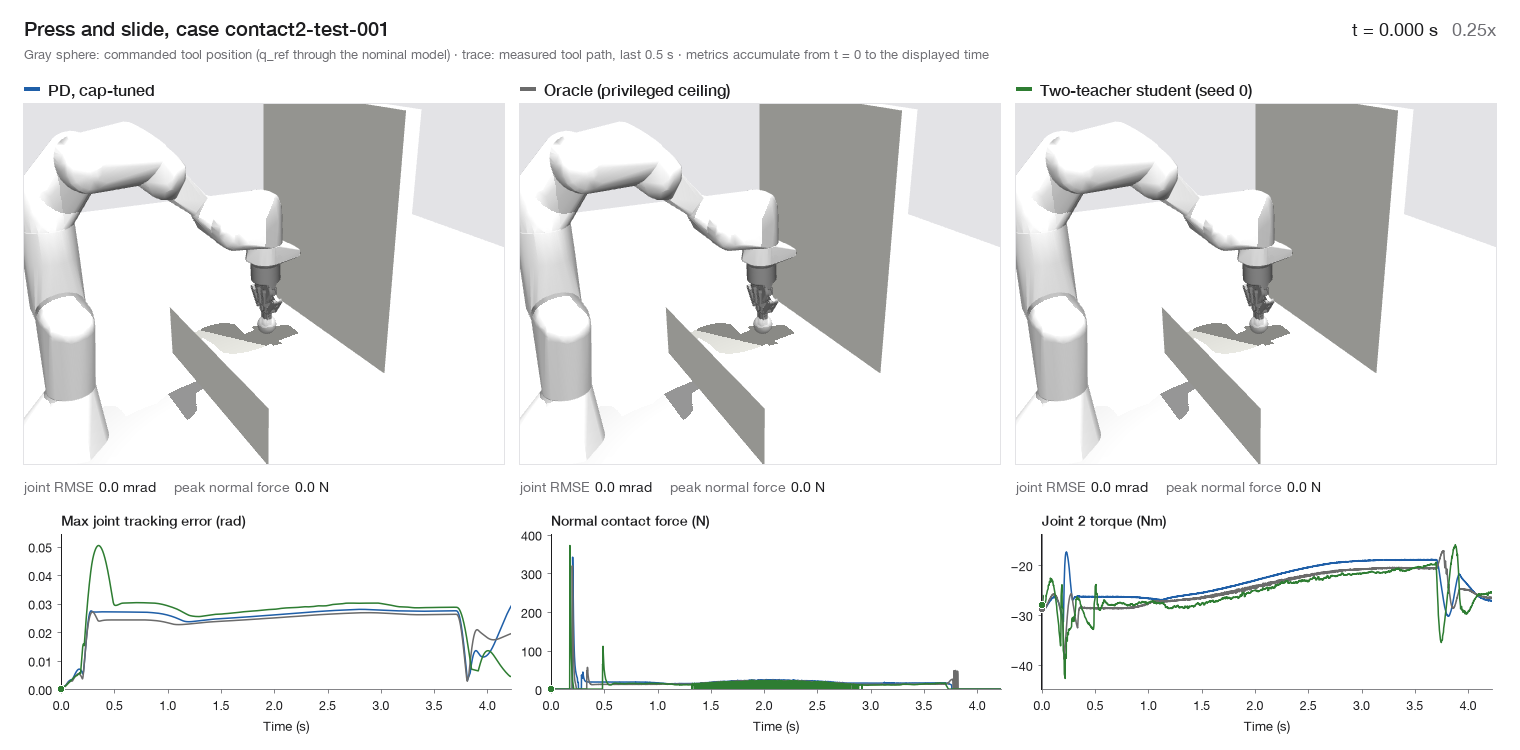 Press and slide, case contact2-test-001
t = 0.000 s 0.25x
Gray sphere: commanded tool position (q_ref through the nominal model) · trace: measured tool path, last 0.5 s · metrics accumulate from t = 0 to the displayed time
PD, cap-tuned
Oracle (privileged ceiling)
Two-teacher student (seed 0)
joint RMSE 0.0 mrad peak normal force 0.0 N
joint RMSE 0.0 mrad peak normal force 0.0 N
joint RMSE 0.0 mrad peak normal force 0.0 N
Max joint tracking error (rad)
0.05
0.04
0.03
0.02
0.01
0.00
0.0 0.5 1.0 1.5 2.0 2.5 3.0 3.5 4.0
Time (s)
Normal contact force (N)
400
300
200
100
0
0.0 0.5 1.0 1.5 2.0 2.5 3.0 3.5 4.0
Time (s)
Joint 2 torque (Nm)
−20
−30
−40
0.0 0.5 1.0 1.5 2.0 2.5 3.0 3.5 4.0
Time (s)